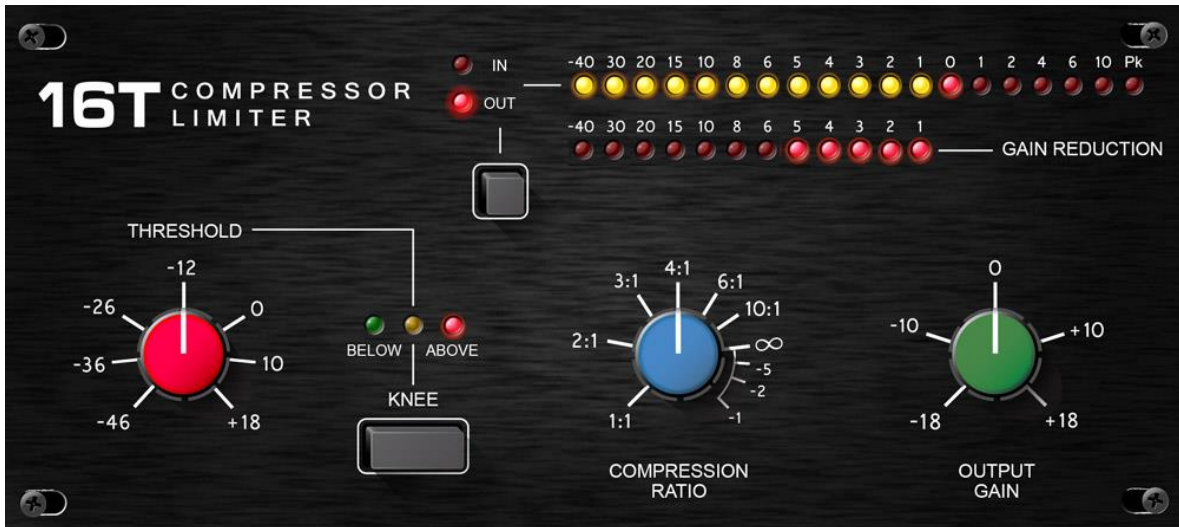 16T COMPRESSOR
LIMITER
IN
OUT
-40 30 20 15 10 8 6 5 4 3 2 1 0 1 2 4 6 10 Pk
-40 30 20 15 10 8 6 5 4 3 2 1
GAIN REDUCTION
THRESHOLD
-12
-26
0
-36
10
-46
+18
BELOW
ABOVE
KNEE
4:1
3:1
6:1
10:1
2:1
∞
-5
-2
1:1
-1
COMPRESSION
RATIO
0
-10
+10
-18
+18
OUTPUT
GAIN